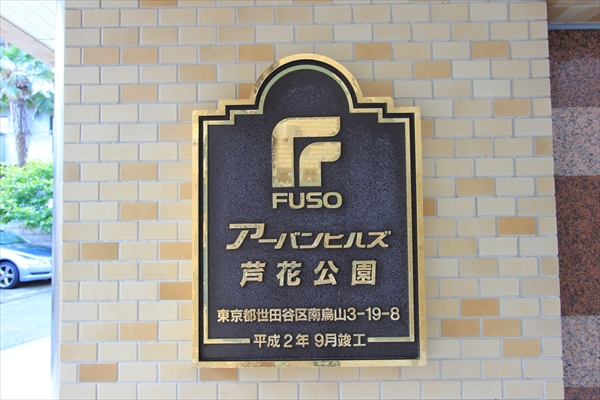 FUSO
アーバンヒルズ
芦花公園
東京都世田谷区南烏山3-19-8
平成2年9月竣工